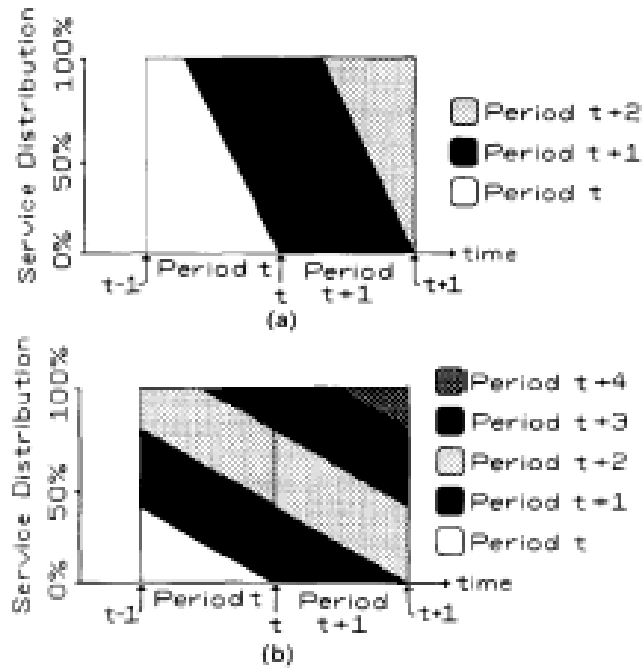 Service Distribution
100%
50%
0%
Period t+2
Period t+1
Period t
time
Period t
Period
t+1
t-1
t
t+1
(a)
Service Distribution
100%
50%
0%
Period t+4
Period t+3
Period t+2
Period t+1
Period t
time
Period t
Period
t+1
t-1
t
t+1
(b)